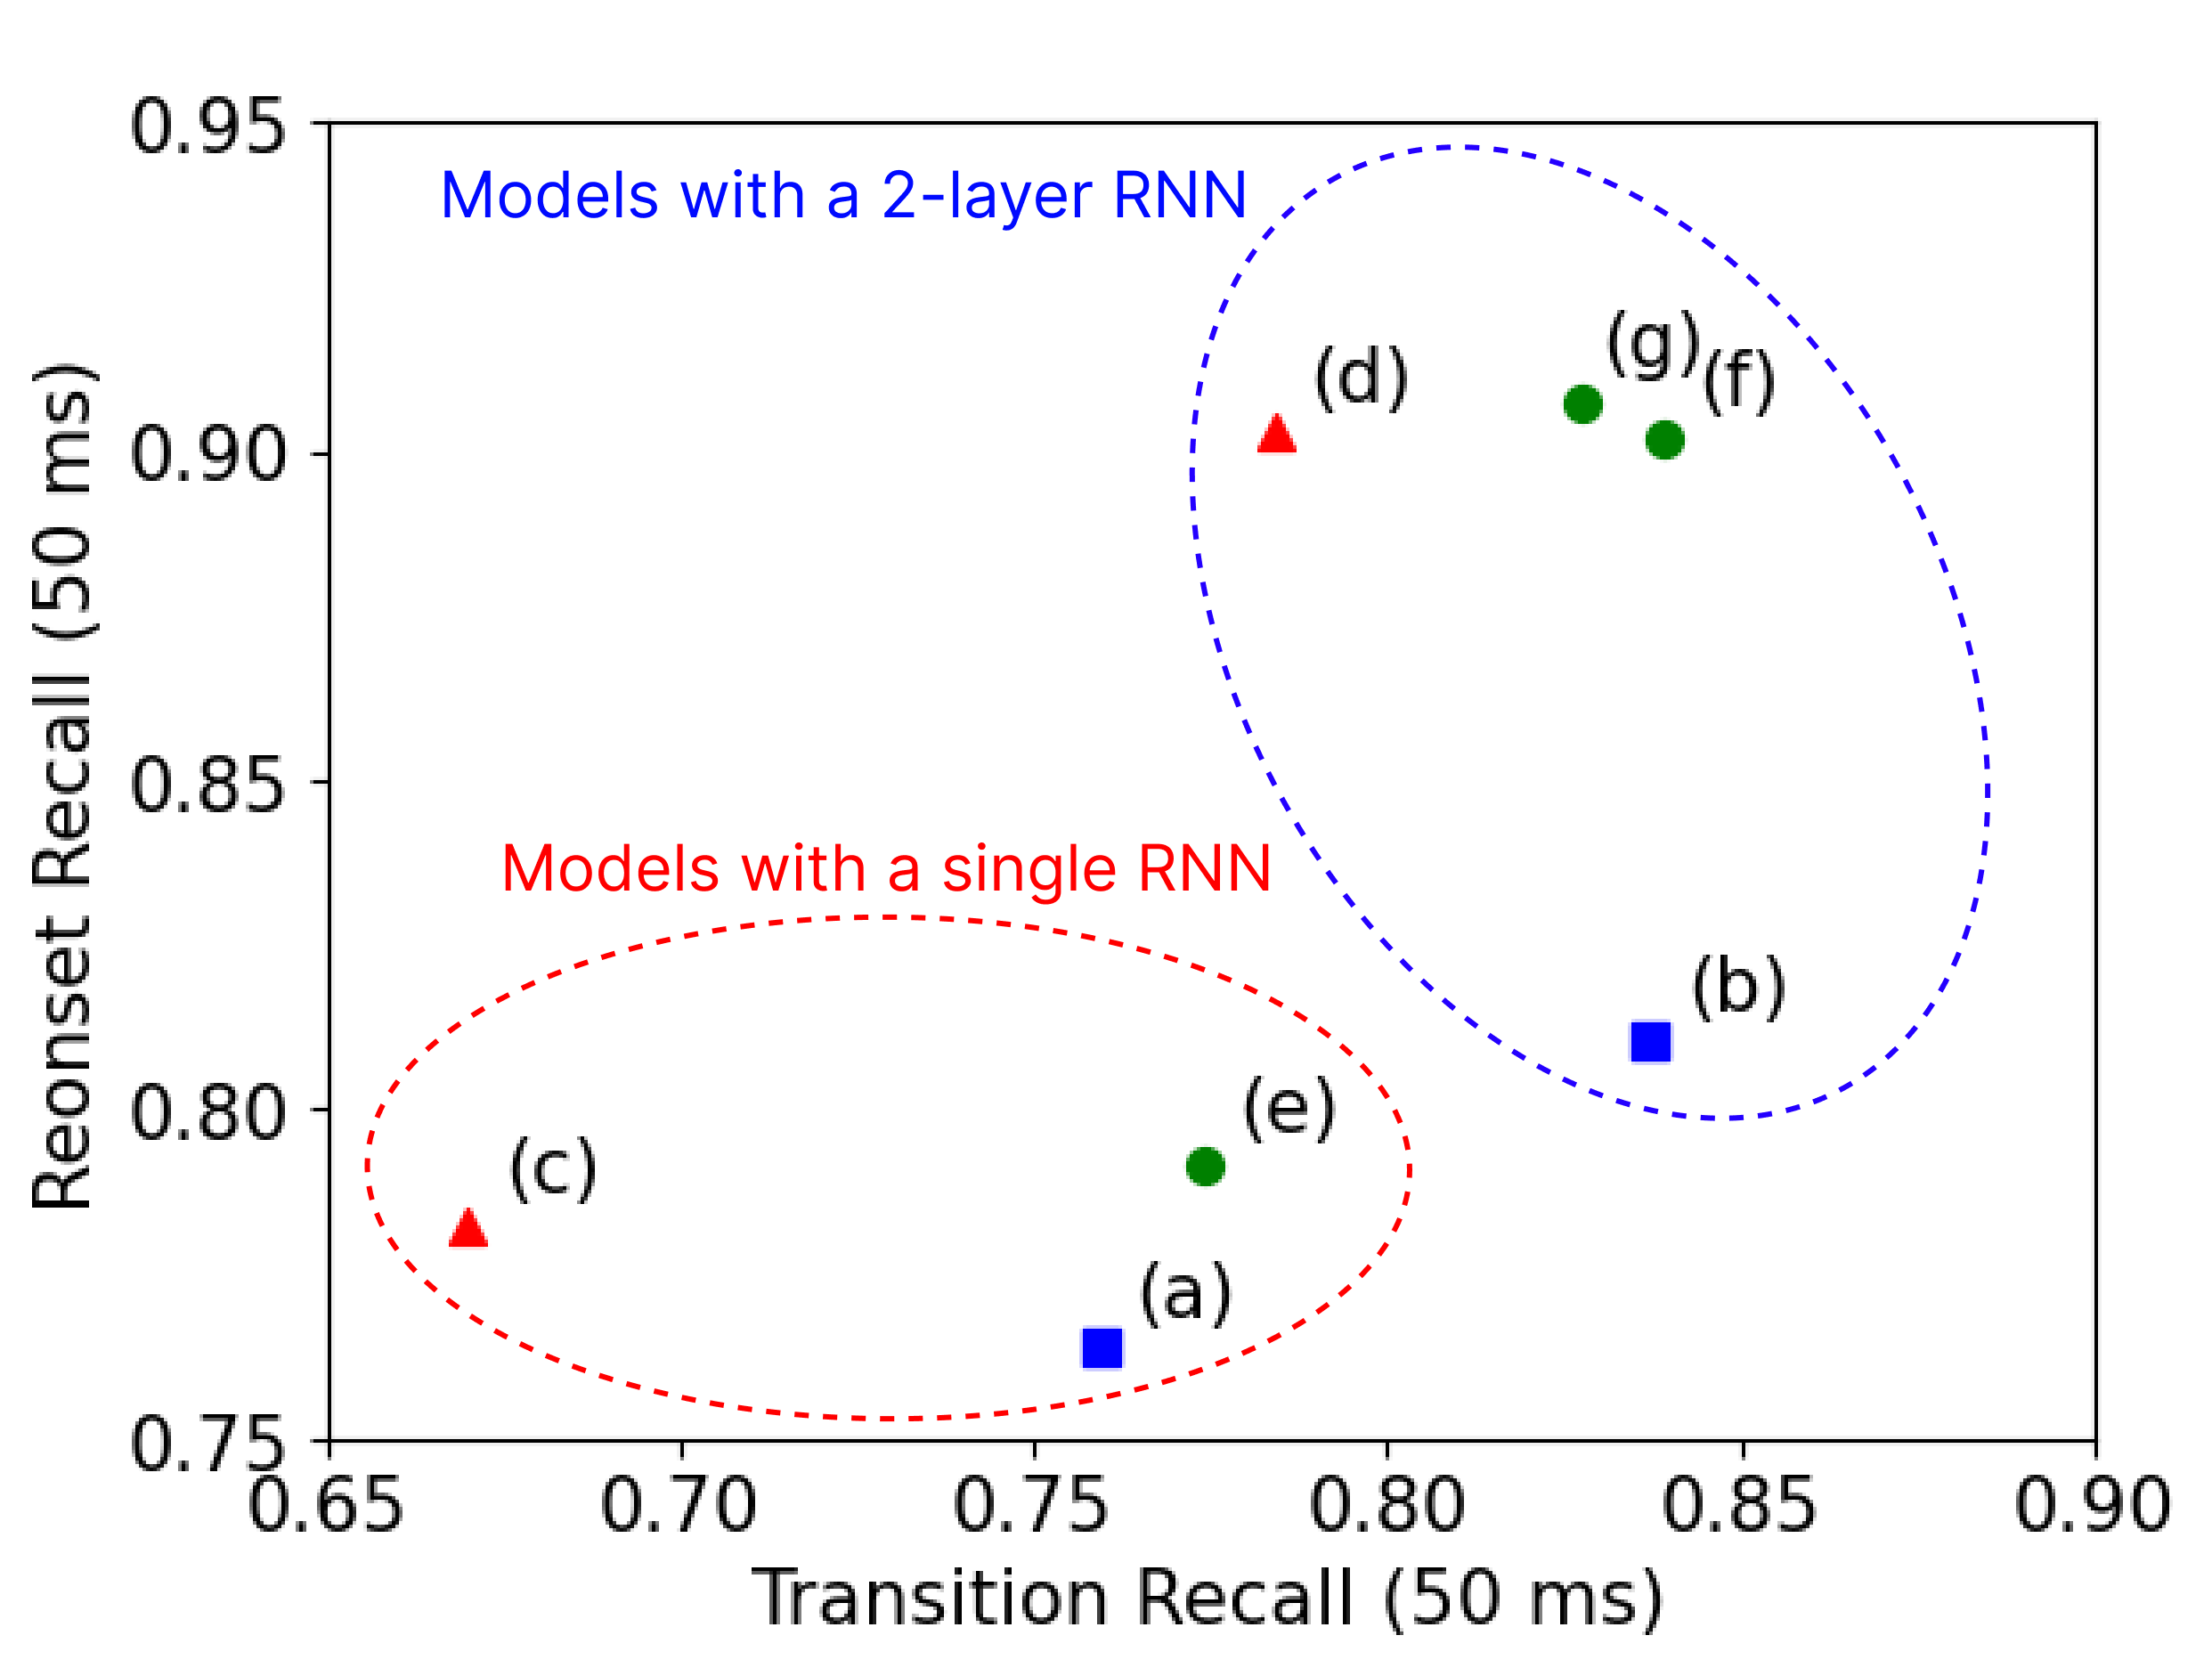 0.95
Models with a 2-layer RNN
(g)
(d)
(f)
0.90
Reonset Recall (50 ms)
0.85
Models with a single RNN
(b)
0.80
(e)
(c)
(a)
0.75
0.65 0.70 0.75 0.80 0.85 0.90
Transition Recall (50 ms)